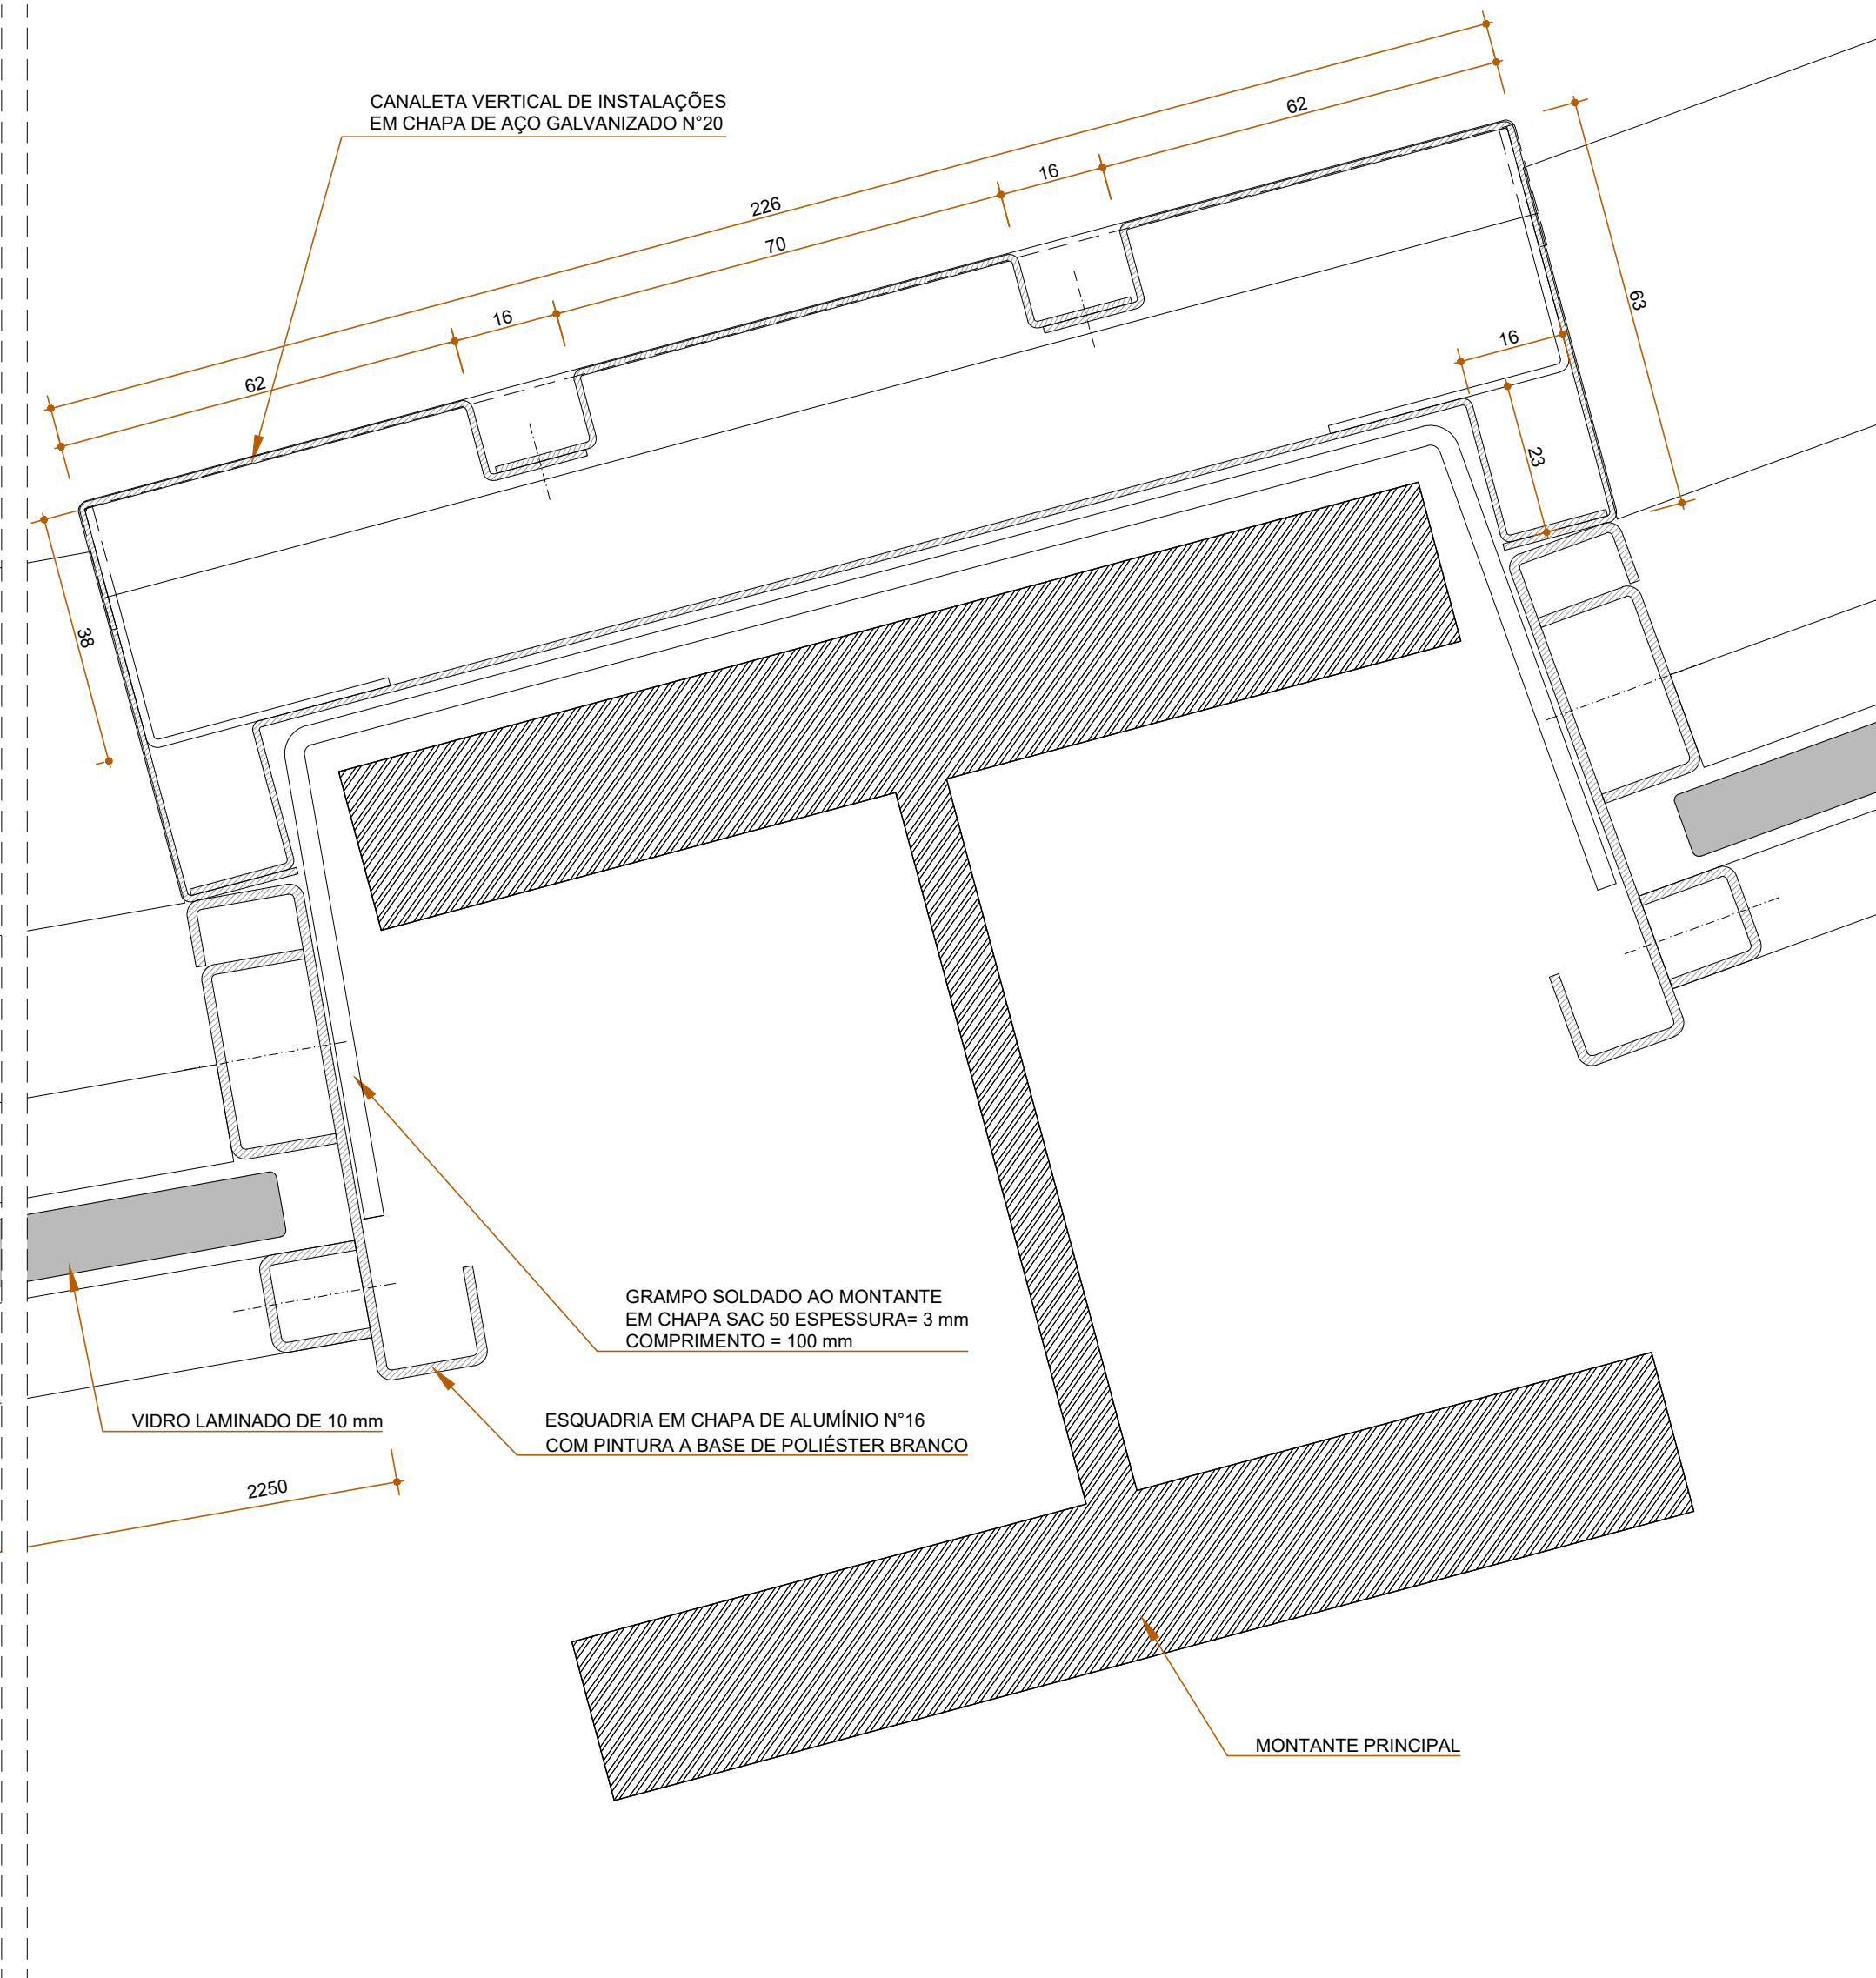 CANALETA VERTICAL DE INSTALAÇÕES
EM CHAPA DE AÇO GALVANIZADO N°20
62
16
226
70
16
62
63
16
23
38
GRAMPO SOLDADO AO MONTANTE
EM CHAPA SAC 50 ESPESSURA= 3 mm
COMPRIMENTO = 100 mm
VIDRO LAMINADO DE 10 mm
ESQUADRIA EM CHAPA DE ALUMÍNIO N°16
COM PINTURA A BASE DE POLIÉSTER BRANCO
2250
MONTANTE PRINCIPAL